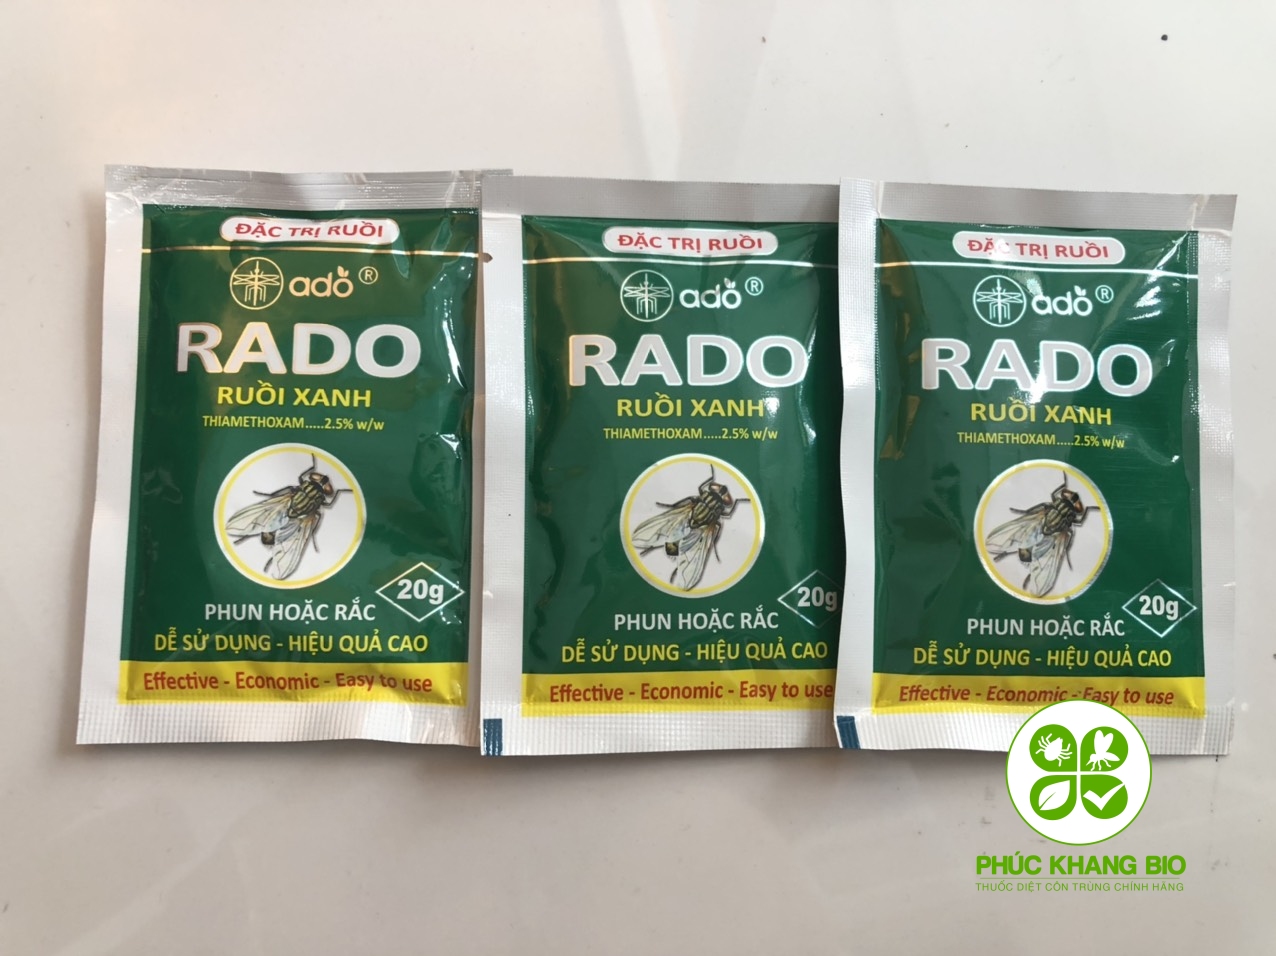 ĐẶC TRỊ RUỒI
ado ®
RADO
RUỒI XANH
THIAMETHOXAM.....2.5% w/w
20g
PHUN HOẶC RẮC
DỄ SỬ DỤNG - HIỆU QUẢ CAO
Effective - Economic - Easy to use
ĐẶC TRỊ RUỒI
ado ®
RADO
RUỒI XANH
THIAMETHOXAM.....2.5% w/w
20g
PHUN HOẶC RẮC
DỄ SỬ DỤNG - HIỆU QUẢ CAO
Effective - Economic - Easy to use
ĐẶC TRỊ RUỒI
ado ®
RADO
RUỒI XANH
THIAMETHOXAM.....2.5% w/w
20g
PHUN HOẶC RẮC
DỄ SỬ DỤNG - HIỆU QUẢ CAO
Effective - Economic - Easy to use
PHÚC KHANG BIO
THUỐC DIỆT CÔN TRÙNG CHÍNH HÃNG